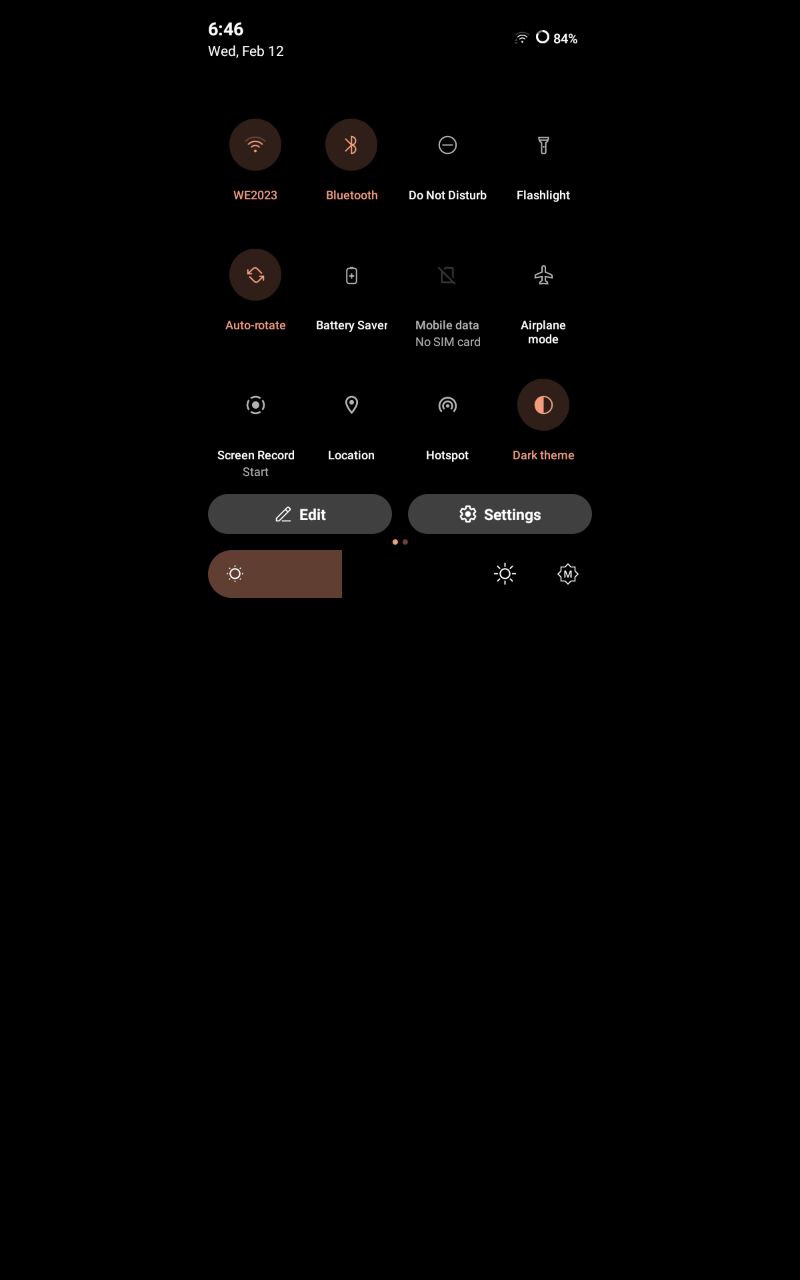 6:46
84%
Wed, Feb 12
WE2023
Bluetooth
Do Not Disturb
Flashlight
Auto-rotate
Battery Saver
Mobile data
No SIM card
Airplane
mode
Screen Record
Start
Location
Hotspot
Dark theme
Edit
Settings
M